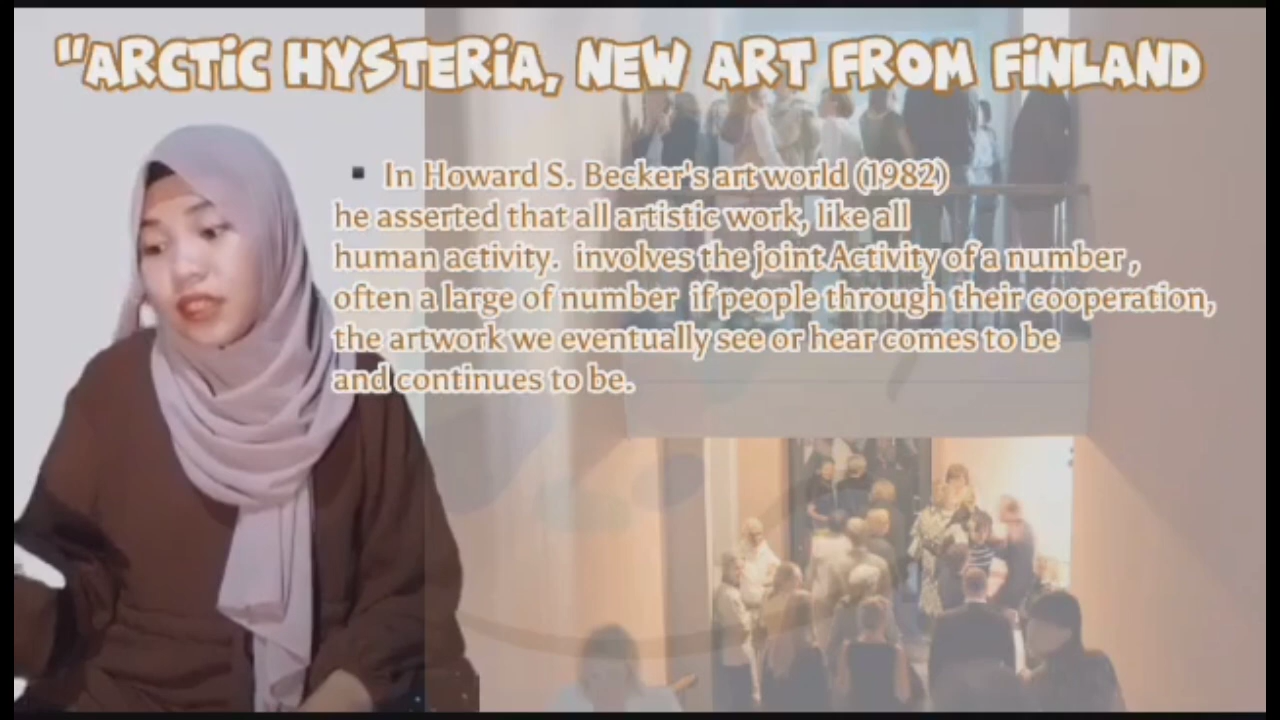 "ARCTiC HYSTERiA, NEW ART FROM FiNLAND
▪ In Howard S. Becker's art world (1982)
he asserted that all artistic work, like all
human activity. involves the joint Activity of a number ,
often a large of number if people through their cooperation,
the artwork we eventually see or hear comes to be
and continues to be.